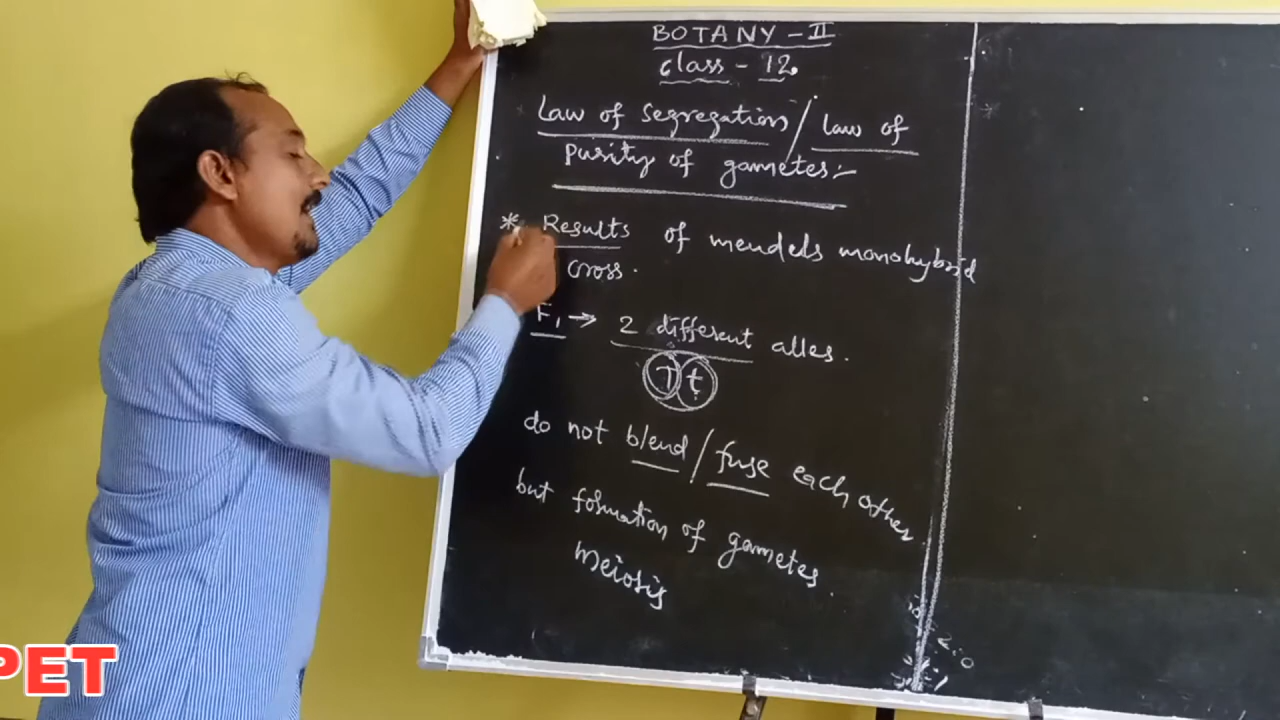 BOTANY - II
class - 12.
Law of Segregation / Law of
Purity of gametes:-
* Results of mendels monohybrid
cross.
F1 → 2 different alles.
T t
do not blend / fuse each other
but formation of gametes
meiosis
PET